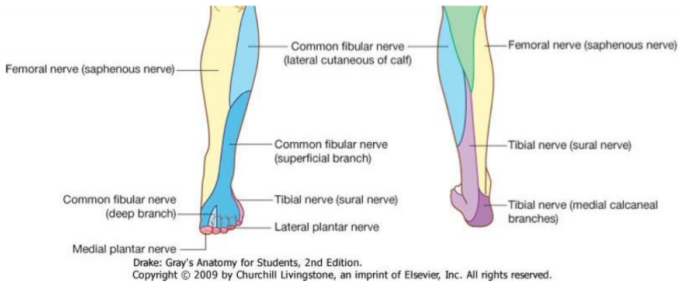 Femoral nerve (saphenous nerve)
Common fibular nerve
(lateral cutaneous of calf)
Femoral nerve (saphenous nerve)
Common fibular nerve
(superficial branch)
Tibial nerve (sural nerve)
Common fibular nerve
(deep branch)
Tibial nerve (sural nerve)
Lateral plantar nerve
Medial plantar nerve
Tibial nerve (medial calcaneal
branches)
Drake: Gray's Anatomy for Students, 2nd Edition.
Copyright © 2009 by Churchill Livingstone, an imprint of Elsevier, Inc. All rights reserved.